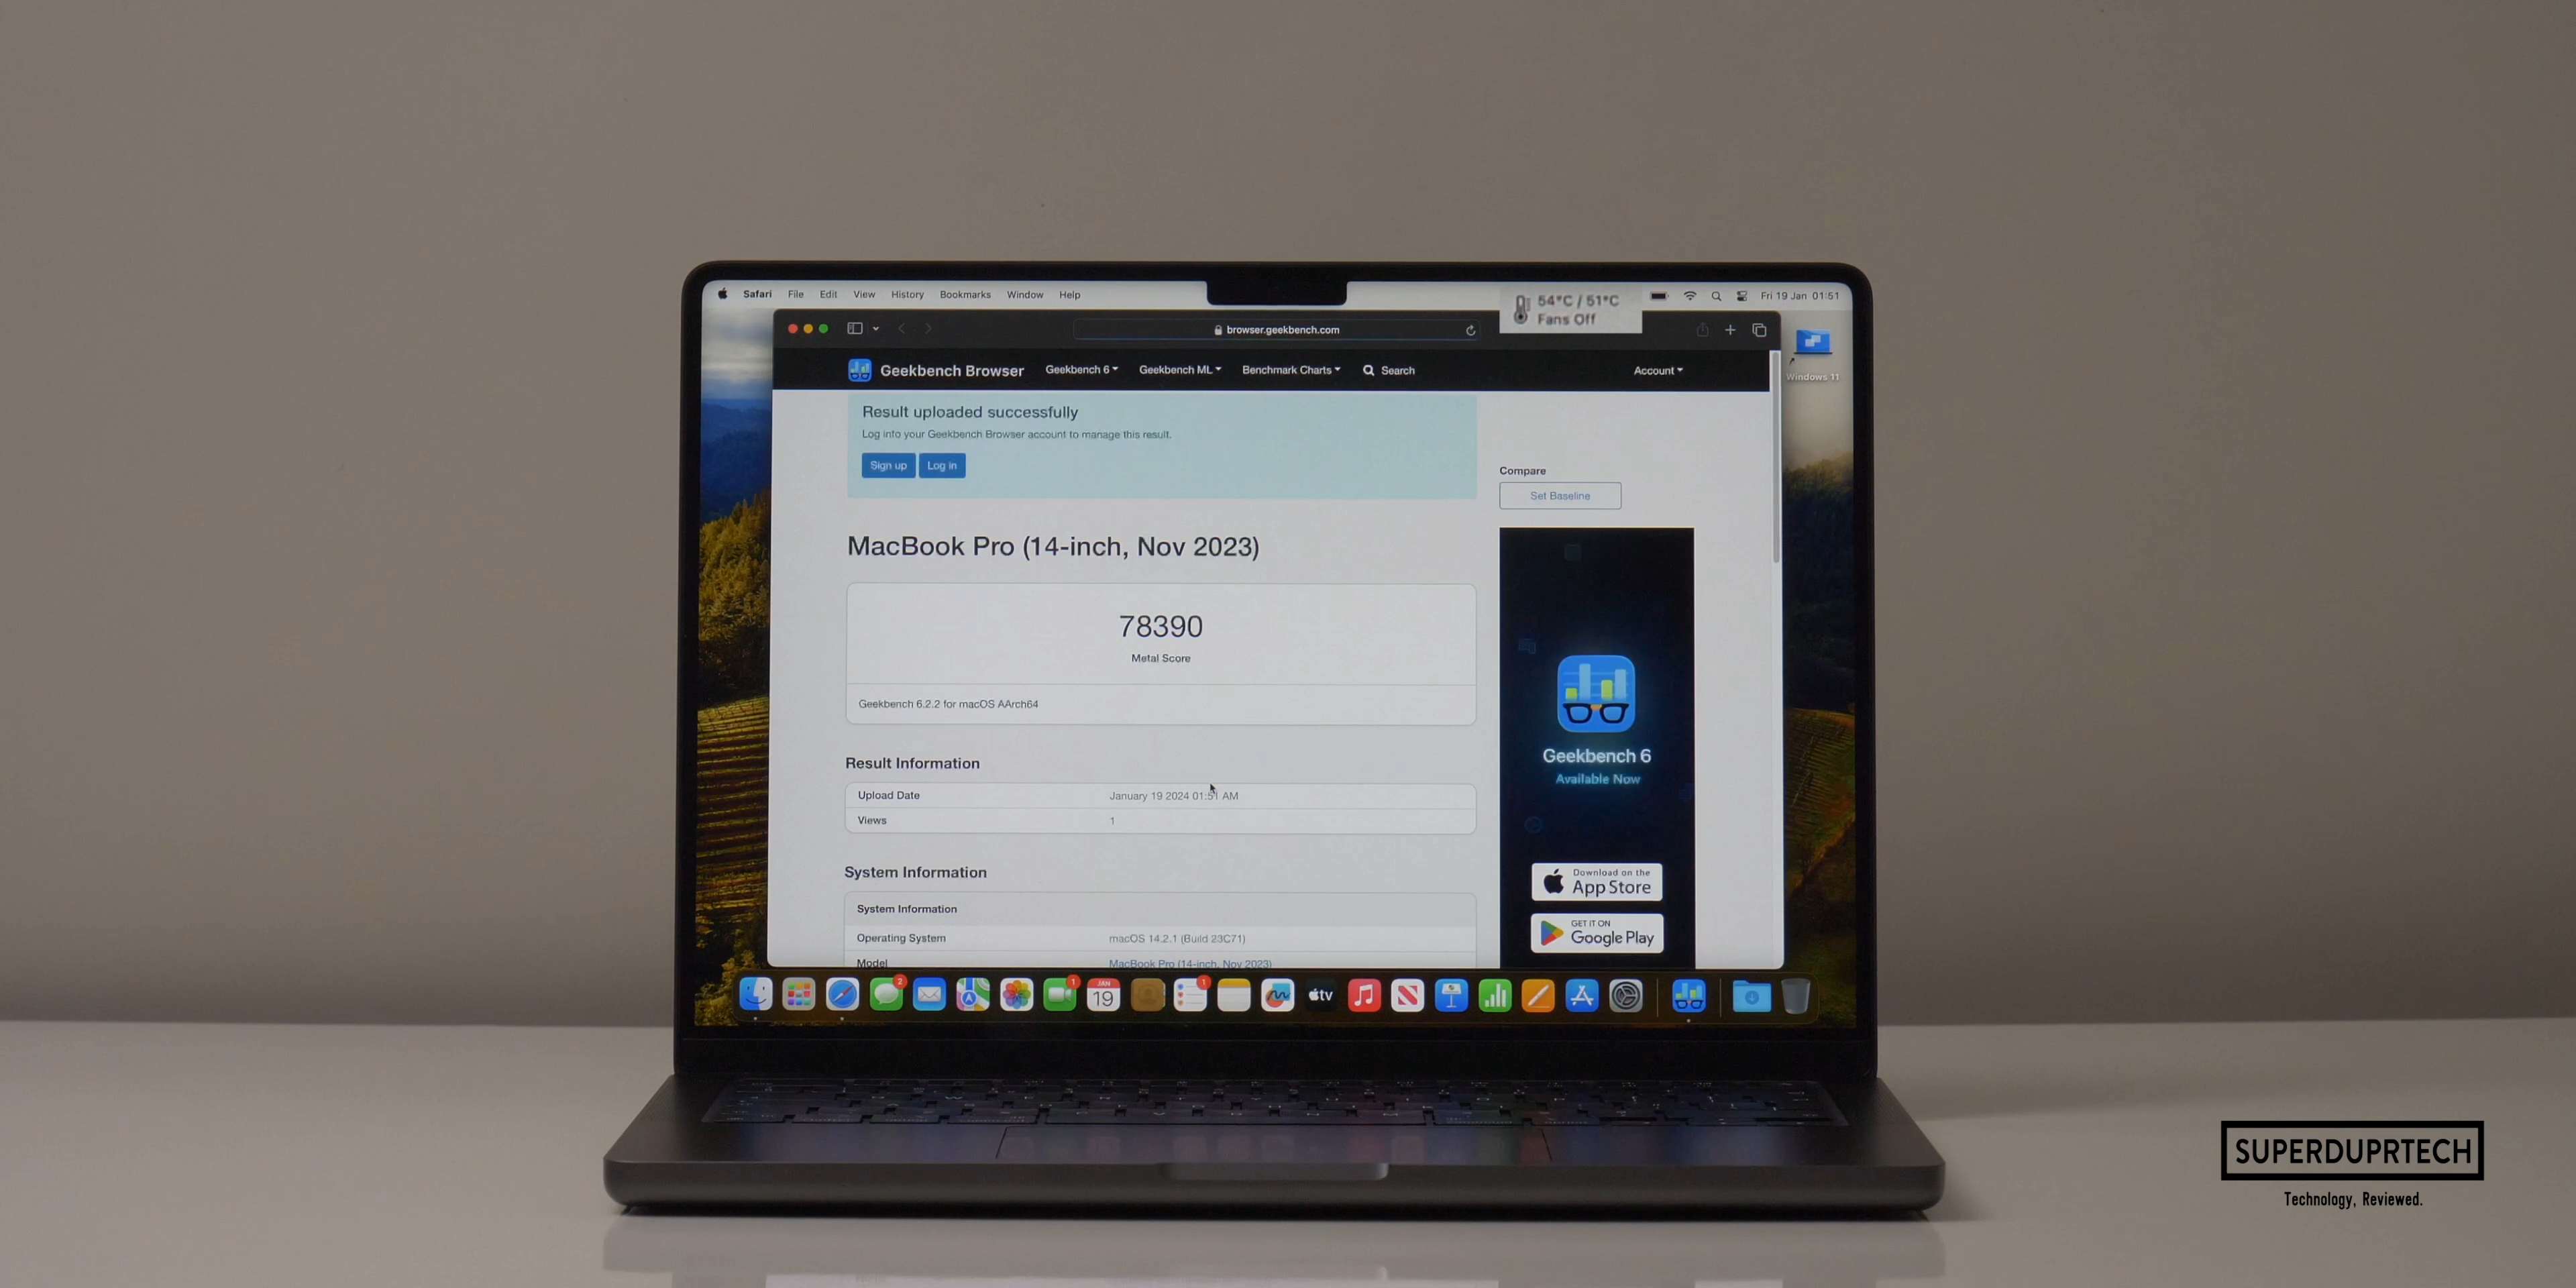 Safari File Edit View History Bookmarks Window Help
54°C / 51°C
Fans Off
Fri 19 Jan 01:51
browser.geekbench.com
Windows 11
Geekbench Browser Geekbench 6 Geekbench ML Benchmark Charts Search Account
Result uploaded successfully
Log into your Geekbench Browser account to manage this result.
Sign up Log in
Compare
Set Baseline
MacBook Pro (14-inch, Nov 2023)
78390
Metal Score
Geekbench 6.2.2 for macOS AArch64
Result Information
Upload Date January 19 2024 01:51 AM
Views 1
System Information
System Information
Operating System macOS 14.2.1 (Build 23C71)
Model MacBook Pro (14-inch, Nov 2023)
Geekbench 6
Available Now
Download on the
App Store
GET IT ON
Google Play
2
1
JAN
19
1
tv
SUPERDUPRTECH
Technology, Reviewed.